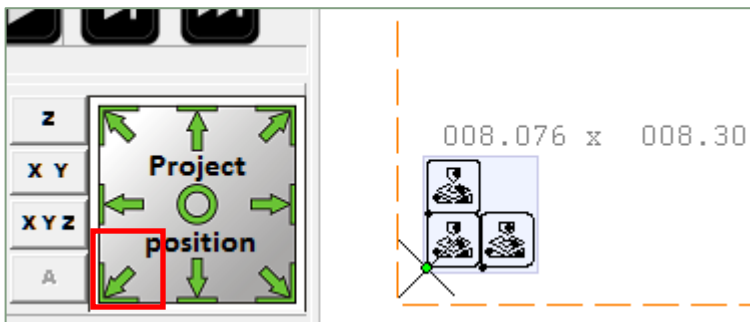 Z
X Y
X Y Z
A
Project
position
008.076 x 008.30